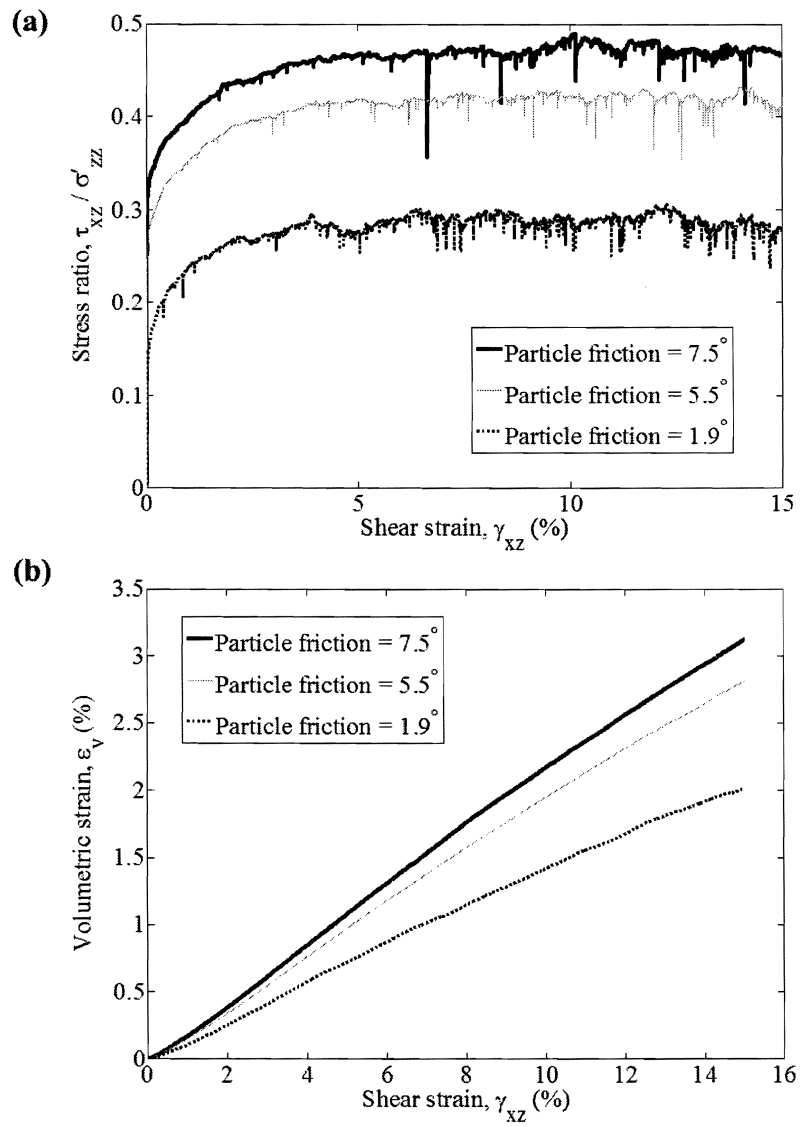 (a)
0.5
0.4
0.3
0.2
0.1
0
Stress ratio, τxz / σ'zz
Particle friction = 7.5°
Particle friction = 5.5°
Particle friction = 1.9°
0 5 10 15
Shear strain, γxz (%)
(b)
3.5
3
2.5
2
1.5
1
0.5
0
Volumetric strain, εv (%)
Particle friction = 7.5°
Particle friction = 5.5°
Particle friction = 1.9°
0 2 4 6 8 10 12 14 16
Shear strain, γxz (%)